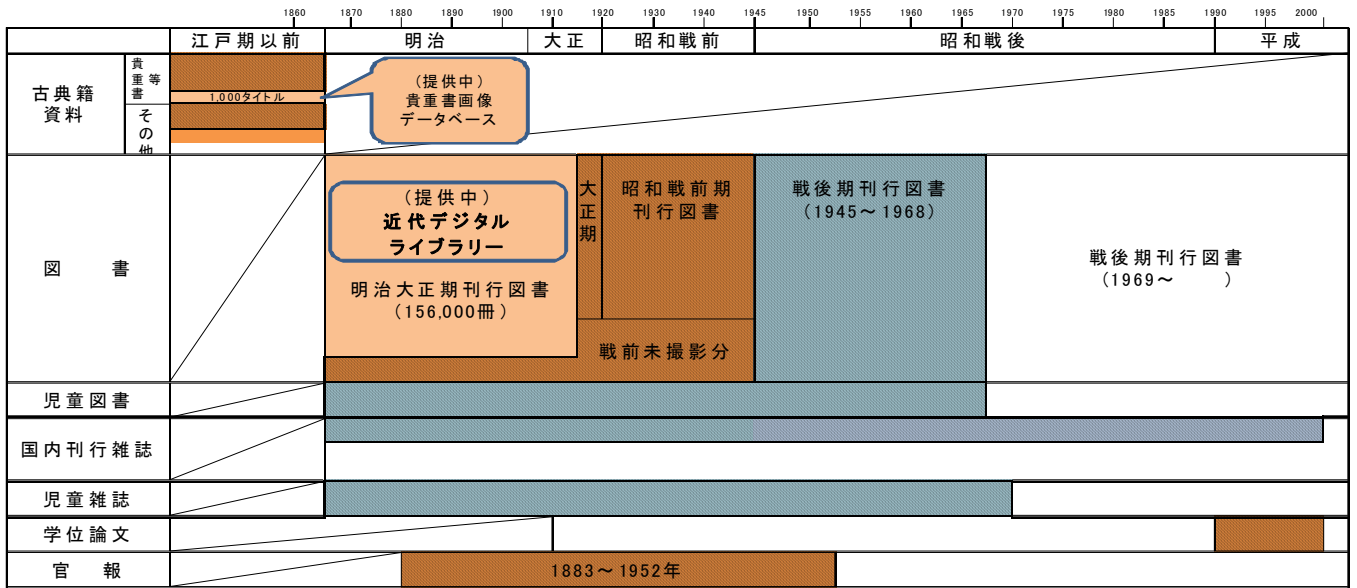 1860 1870 1880 1890 1900 1910 1920 1930 1940 1945 1950 1955 1960 1965 1970 1975 1980 1985 1990 1995 2000
江戸期以前 明治 大正 昭和戦前 昭和戦後 平成
古典籍
資料
貴重書
等
その他
1,000タイトル
(提供中)
貴重書画像
データベース
図 書
(提供中)
近代デジタル
ライブラリー
明治大正期刊行図書
(156,000冊)
大正期
昭和戦前期
刊行図書
戦前未撮影分
戦後期刊行図書
(1945～1968)
戦後期刊行図書
(1969～ )
児童図書
国内刊行雑誌
児童雑誌
学位論文
官 報
1883～1952年